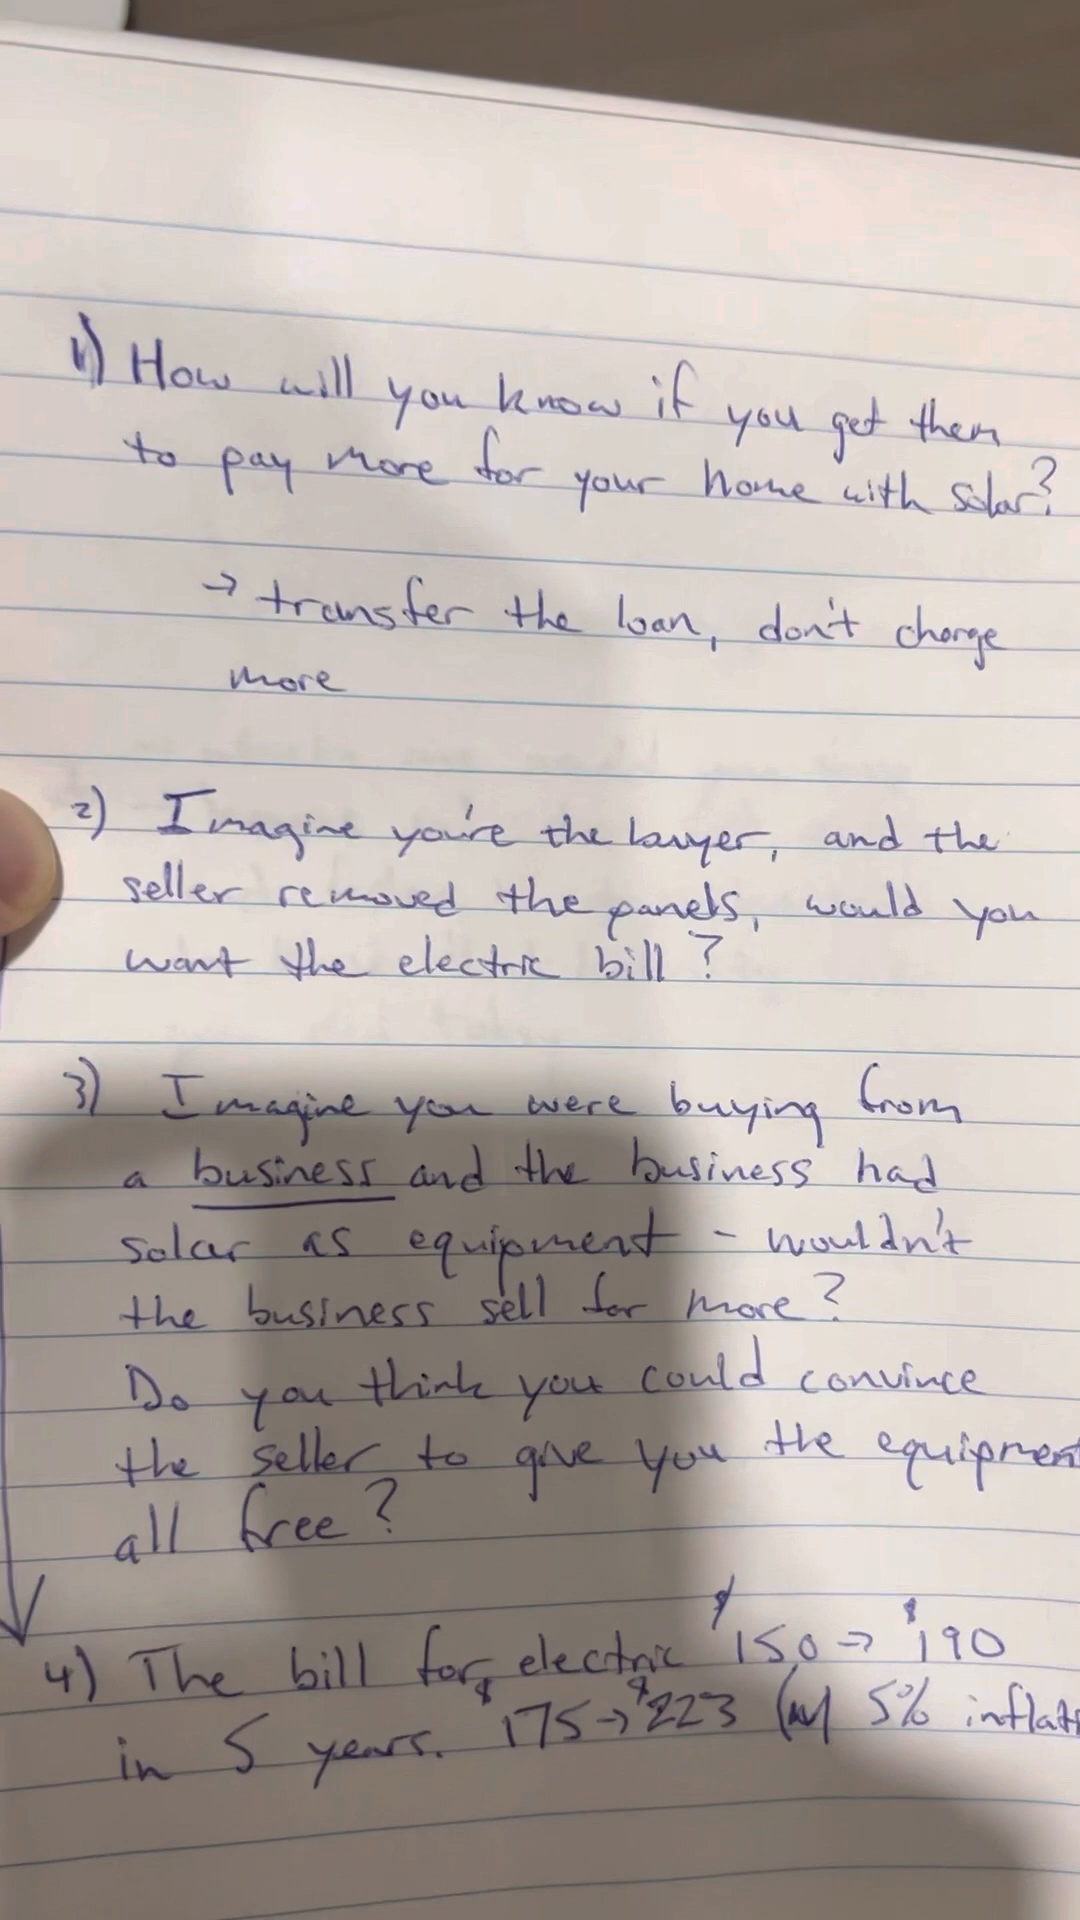 1) How will you know if you get them
to pay more for your home with solar?
→ transfer the loan, don't charge
more
2) Imagine you're the buyer, and the
seller removed the panels, would you
want the electric bill?
3) Imagine you were buying from
a business and the business had
solar as equipment - wouldn't
the business sell for more?
Do you think you could convince
the seller to give you the equipment
all free?
4) The bill for electric $150 → $190
in 5 years. $175 → $223 (w/ 5% inflati